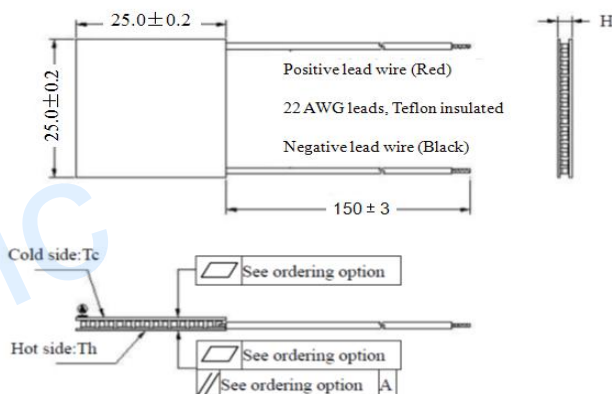 25.0±0.2
H
25.0±0.2
Positive lead wire (Red)
22 AWG leads, Teflon insulated
Negative lead wire (Black)
150 ± 3
IC
Cold side:Tc
See ordering option
A
Hot side:Th
See ordering option
See ordering option A